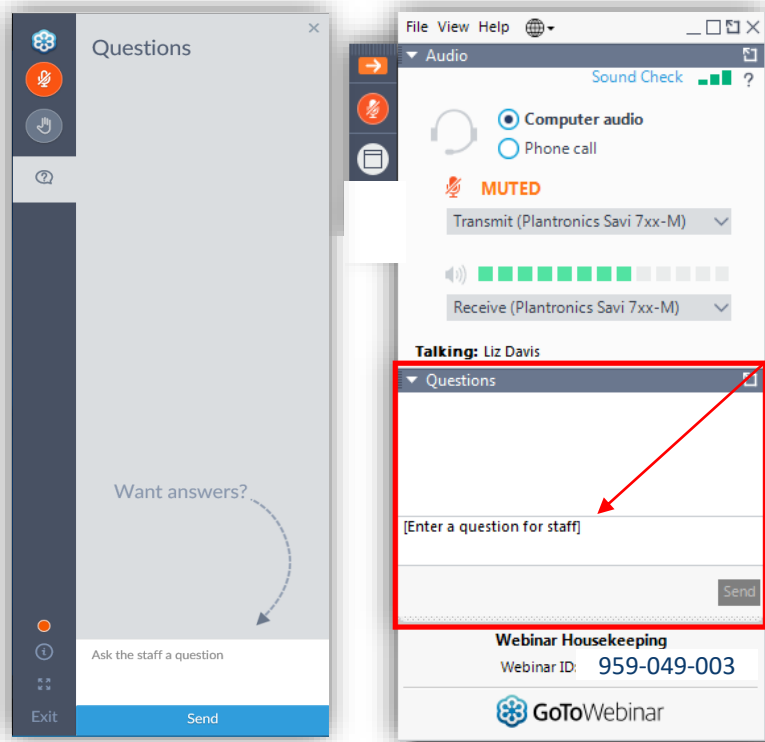 Questions
Want answers?
Ask the staff a question
Send
Exit
File View Help
Audio
Sound Check ?
Computer audio
Phone call
MUTED
Transmit (Plantronics Savi 7xx-M)
Receive (Plantronics Savi 7xx-M)
Talking: Liz Davis
Questions
[Enter a question for staff]
Send
Webinar Housekeeping
Webinar ID: 959-049-003
GoToWebinar